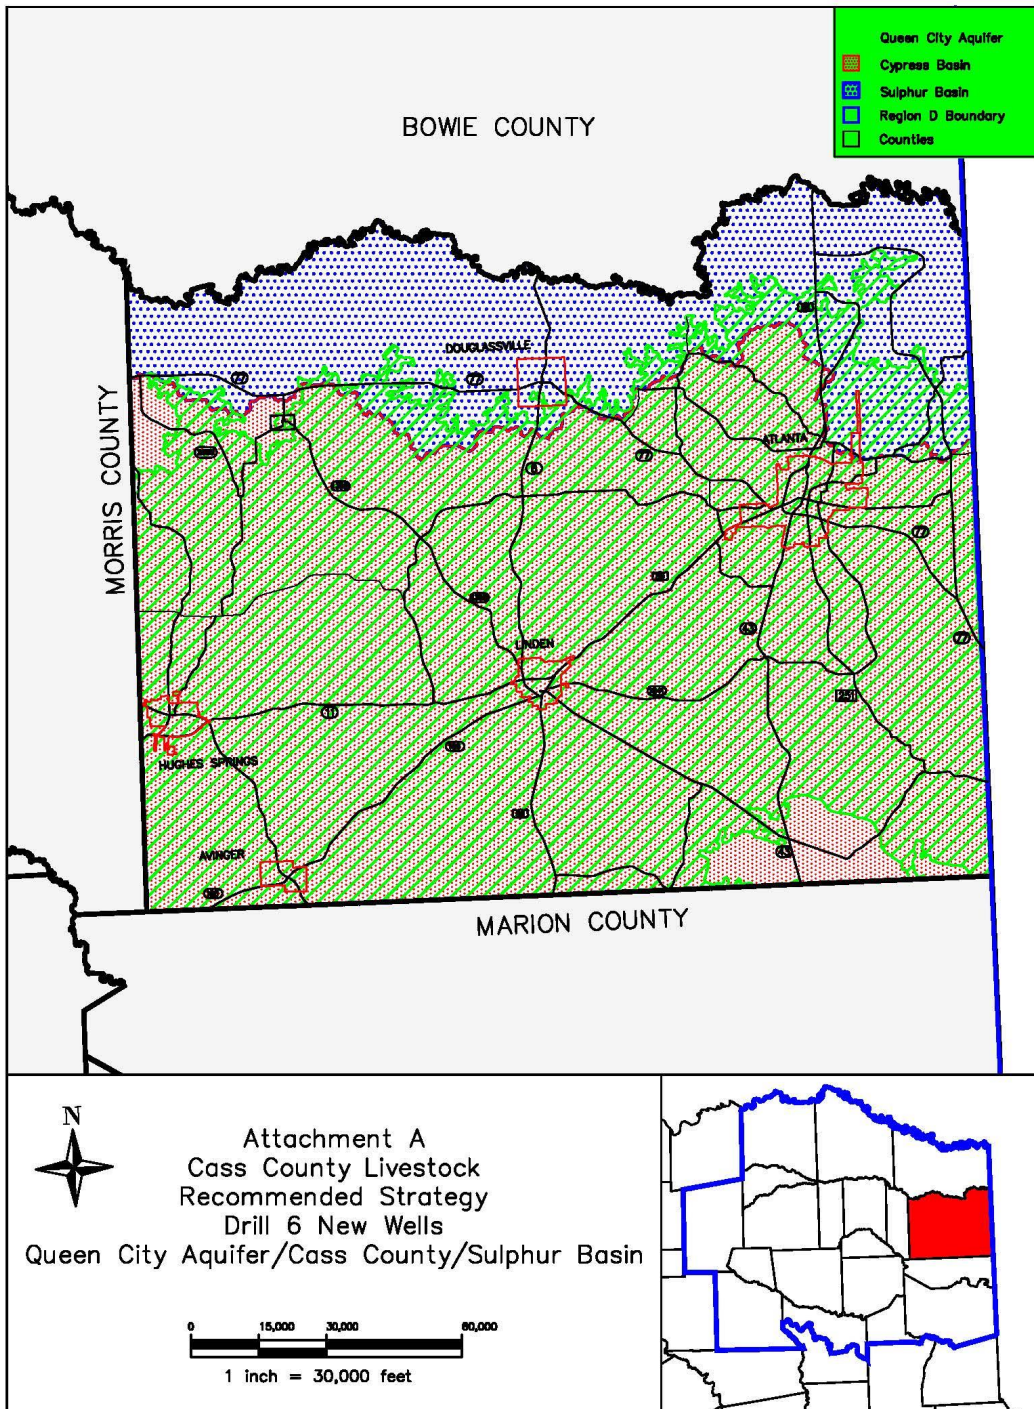 Queen City Aquifer
Cypress Basin
Sulphur Basin
Region D Boundary
Counties
BOWIE COUNTY
DOUGLASSVILLE
77
77
MORRIS COUNTY
ATLANTA
8
77
77
43
77
LINDEN
251
11
HUGHES SPRINGS
AVINGER
43
MARION COUNTY
N
Attachment A
Cass County Livestock
Recommended Strategy
Drill 6 New Wells
Queen City Aquifer/Cass County/Sulphur Basin
0 15,000 30,000 60,000
1 inch = 30,000 feet